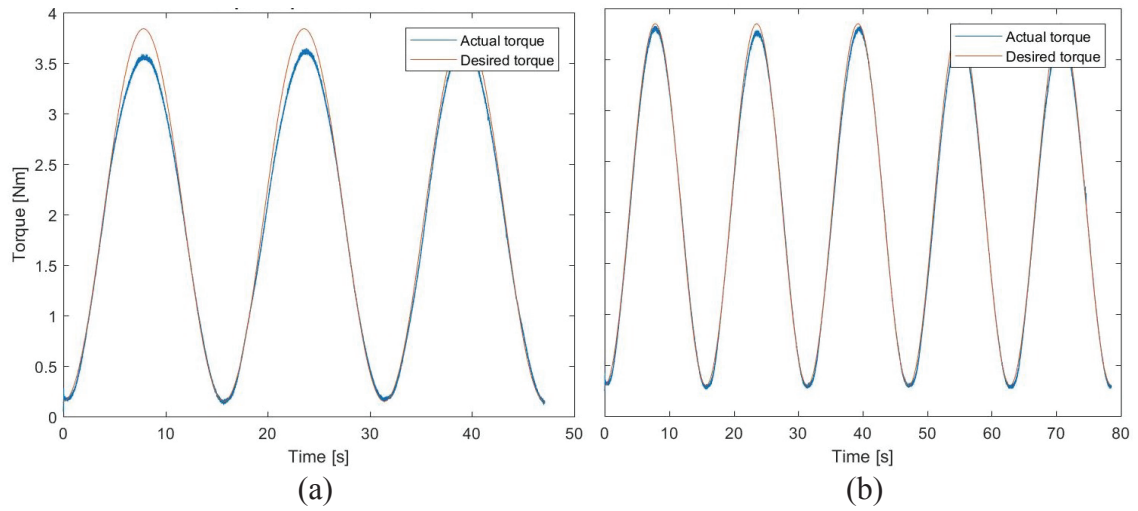 Actual torque
Desired torque
Torque [Nm]
4
3.5
3
2.5
2
1.5
1
0.5
0
0 10 20 30 40 50
Time [s]
(a)
Actual torque
Desired torque
0 10 20 30 40 50 60 70 80
Time [s]
(b)